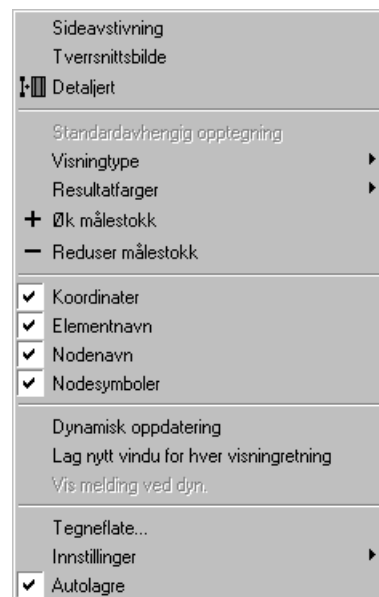 Sideavstivning
Tverrsnittsbilde
Detaljert
Standardavhengig opptegning
Visningtype
Resultatfarger
Øk målestokk
Reduser målestokk
Koordinater
Elementnavn
Nodenavn
Nodesymboler
Dynamisk oppdatering
Lag nytt vindu for hver visningretning
Vis melding ved dyn.
Tegneflate...
Innstillinger
Autolagre